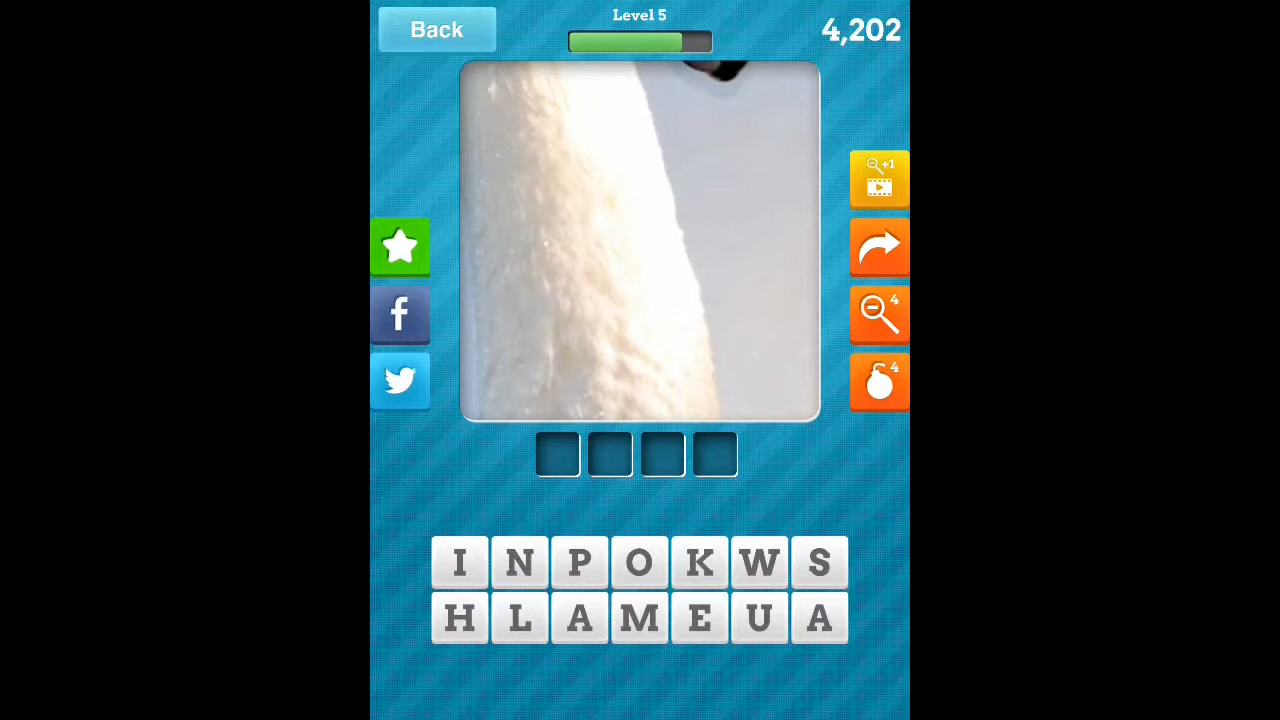 Back
Level 5
4,202
+1
f
4
4
I N P O K W S
H L A M E U A